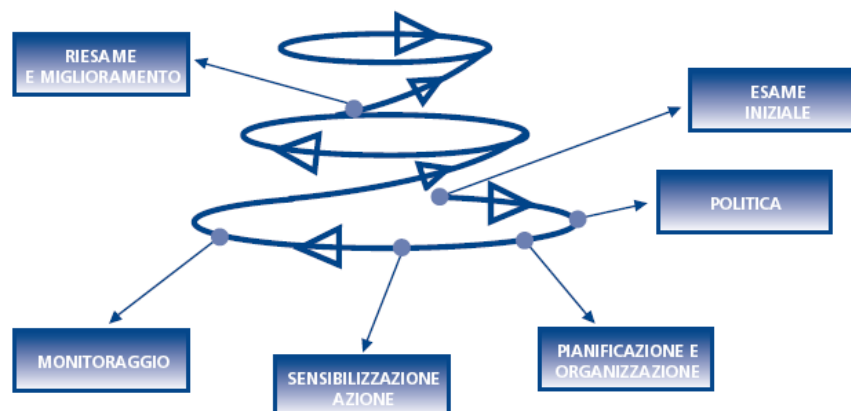 RIESAME
E MIGLIORAMENTO
ESAME
INIZIALE
POLITICA
MONITORAGGIO
SENSIBILIZZAZIONE
AZIONE
PIANIFICAZIONE E
ORGANIZZAZIONE